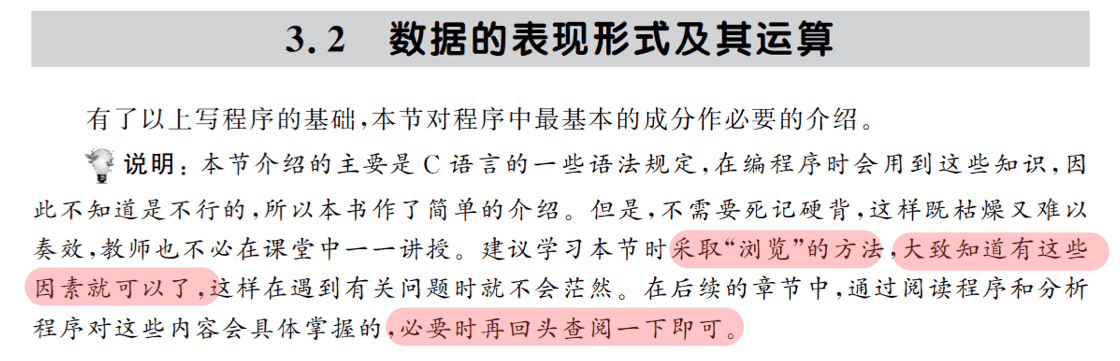 3.2 数据的表现形式及其运算
有了以上写程序的基础,本节对程序中最基本的成分作必要的介绍。
说明:本节介绍的主要是 C 语言的一些语法规定,在编程序时会用到这些知识,因
此不知道是不行的,所以本书作了简单的介绍。但是,不需要死记硬背,这样既枯燥又难以
奏效,教师也不必在课堂中一一讲授。建议学习本节时采取“浏览”的方法,大致知道有这些
因素就可以了,这样在遇到有关问题时就不会茫然。在后续的章节中,通过阅读程序和分析
程序对这些内容会具体掌握的,必要时再回头查阅一下即可。